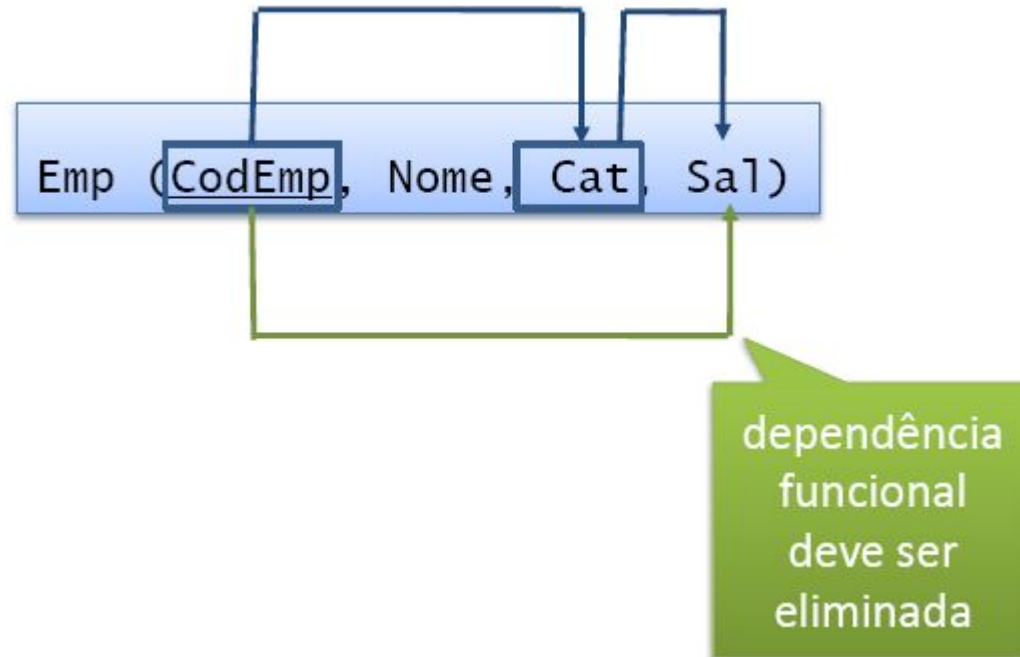 Emp (CodEmp, Nome, Cat, Sal)
dependência
funcional
deve ser
eliminada